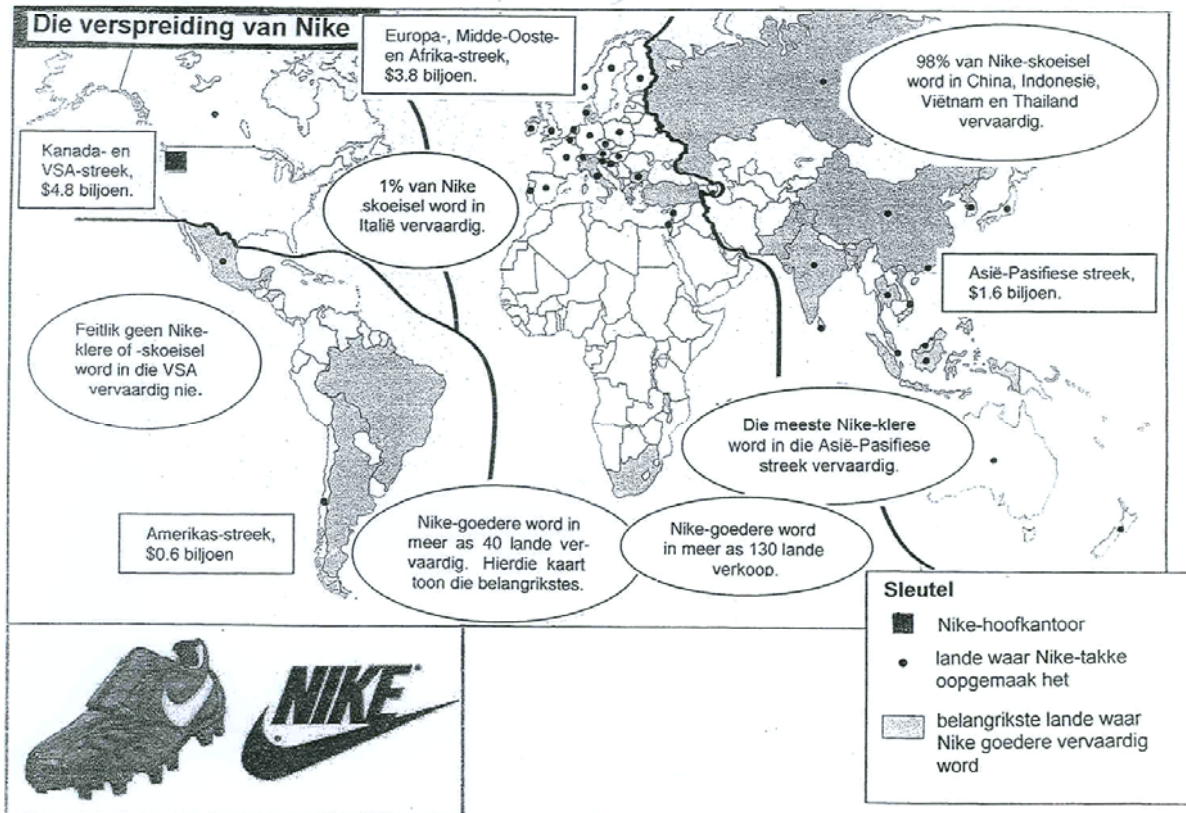 Die verspreiding van Nike
Europa-, Midde-Ooste-
en Afrika-streek,
$3.8 biljoen.
98% van Nike-skoeisel
word in China, Indonesië,
Viëtnam en Thailand
vervaardig.
Kanada- en
VSA-streek,
$4.8 biljoen.
1% van Nike
skoeisel word in
Italië vervaardig.
Asië-Pasifiese streek,
$1.6 biljoen.
Feitlik geen Nike-
klere of -skoeisel
word in die VSA
vervaardig nie.
Die meeste Nike-klere
word in die Asië-Pasifiese
streek vervaardig.
Amerikas-streek,
$0.6 biljoen
Nike-goedere word in
meer as 40 lande ver-
vaardig. Hierdie kaart
toon die belangrikstes.
Nike-goedere word
in meer as 130 lande
verkoop.
Sleutel
Nike-hoofkantoor
lande waar Nike-takke
oopgemaak het
belangrikste lande waar
Nike goedere vervaardig
word
NIKE